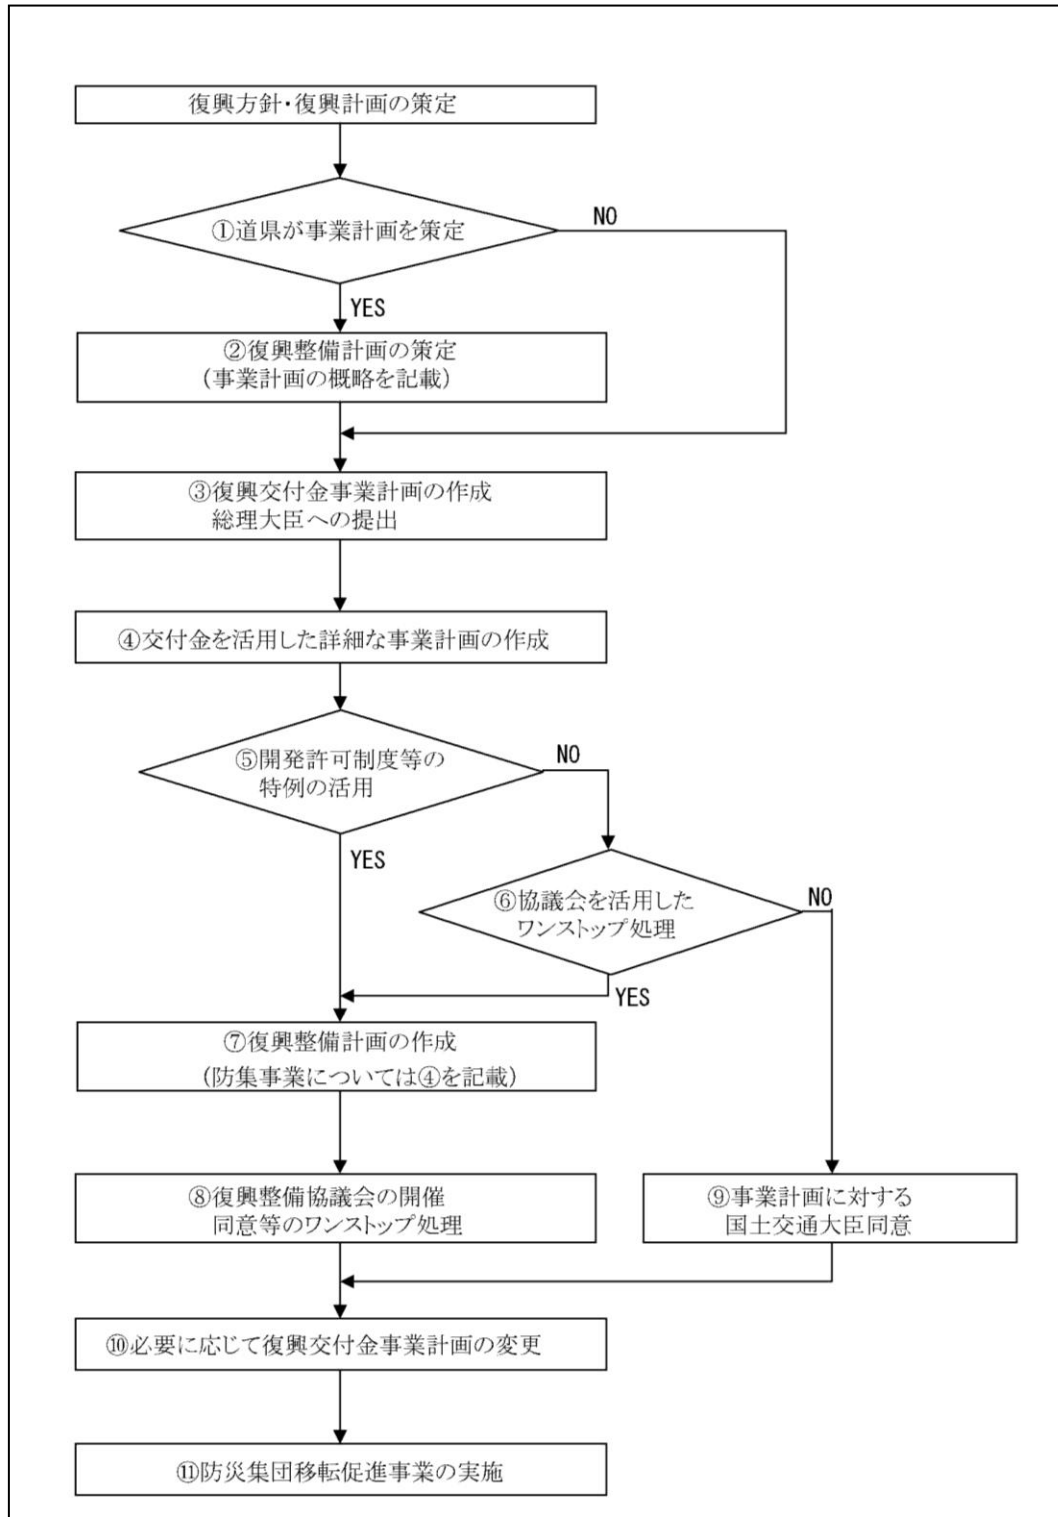 復興方針・復興計画の策定
①道県が事業計画を策定
NO
YES
②復興整備計画の策定
(事業計画の概略を記載)
③復興交付金事業計画の作成
総理大臣への提出
④交付金を活用した詳細な事業計画の作成
⑤開発許可制度等の
特例の活用
NO
YES
⑥協議会を活用した
ワンストップ処理
NO
YES
⑦復興整備計画の作成
(防集事業については④を記載)
⑧復興整備協議会の開催
同意等のワンストップ処理
⑨事業計画に対する
国土交通大臣同意
⑩必要に応じて復興交付金事業計画の変更
⑪防災集団移転促進事業の実施